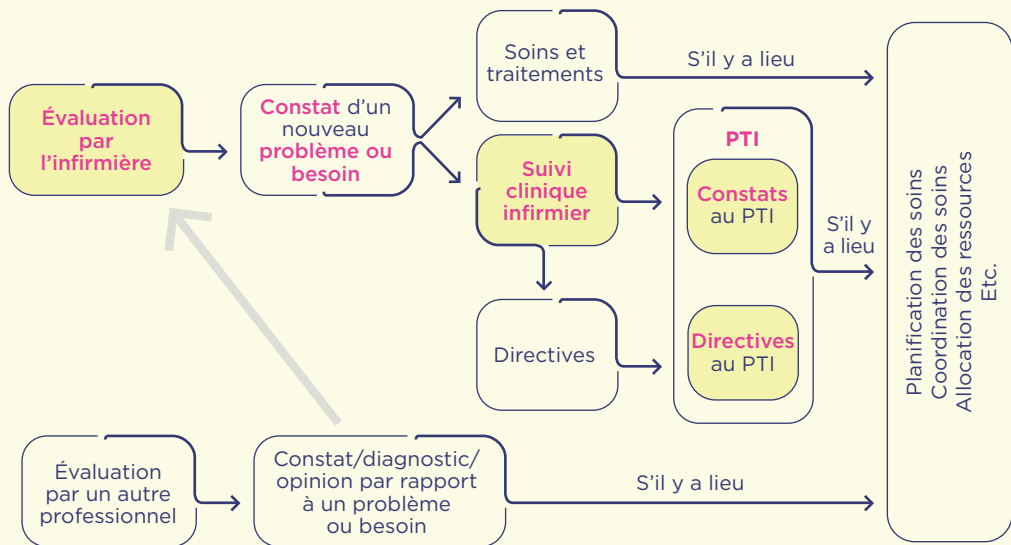 Évaluation
par
l'infirmière
Constat d'un
nouveau
problème ou
besoin
Soins et
traitements
S'il y a lieu
Suivi
clinique
infirmier
PTI
Constats
au PTI
S'il y
a lieu
Directives
Directives
au PTI
Évaluation
par un autre
professionnel
Constat/diagnostic/
opinion par rapport
à un problème
ou besoin
S'il y a lieu
Planification des soins
Coordination des soins
Allocation des ressources
Etc.